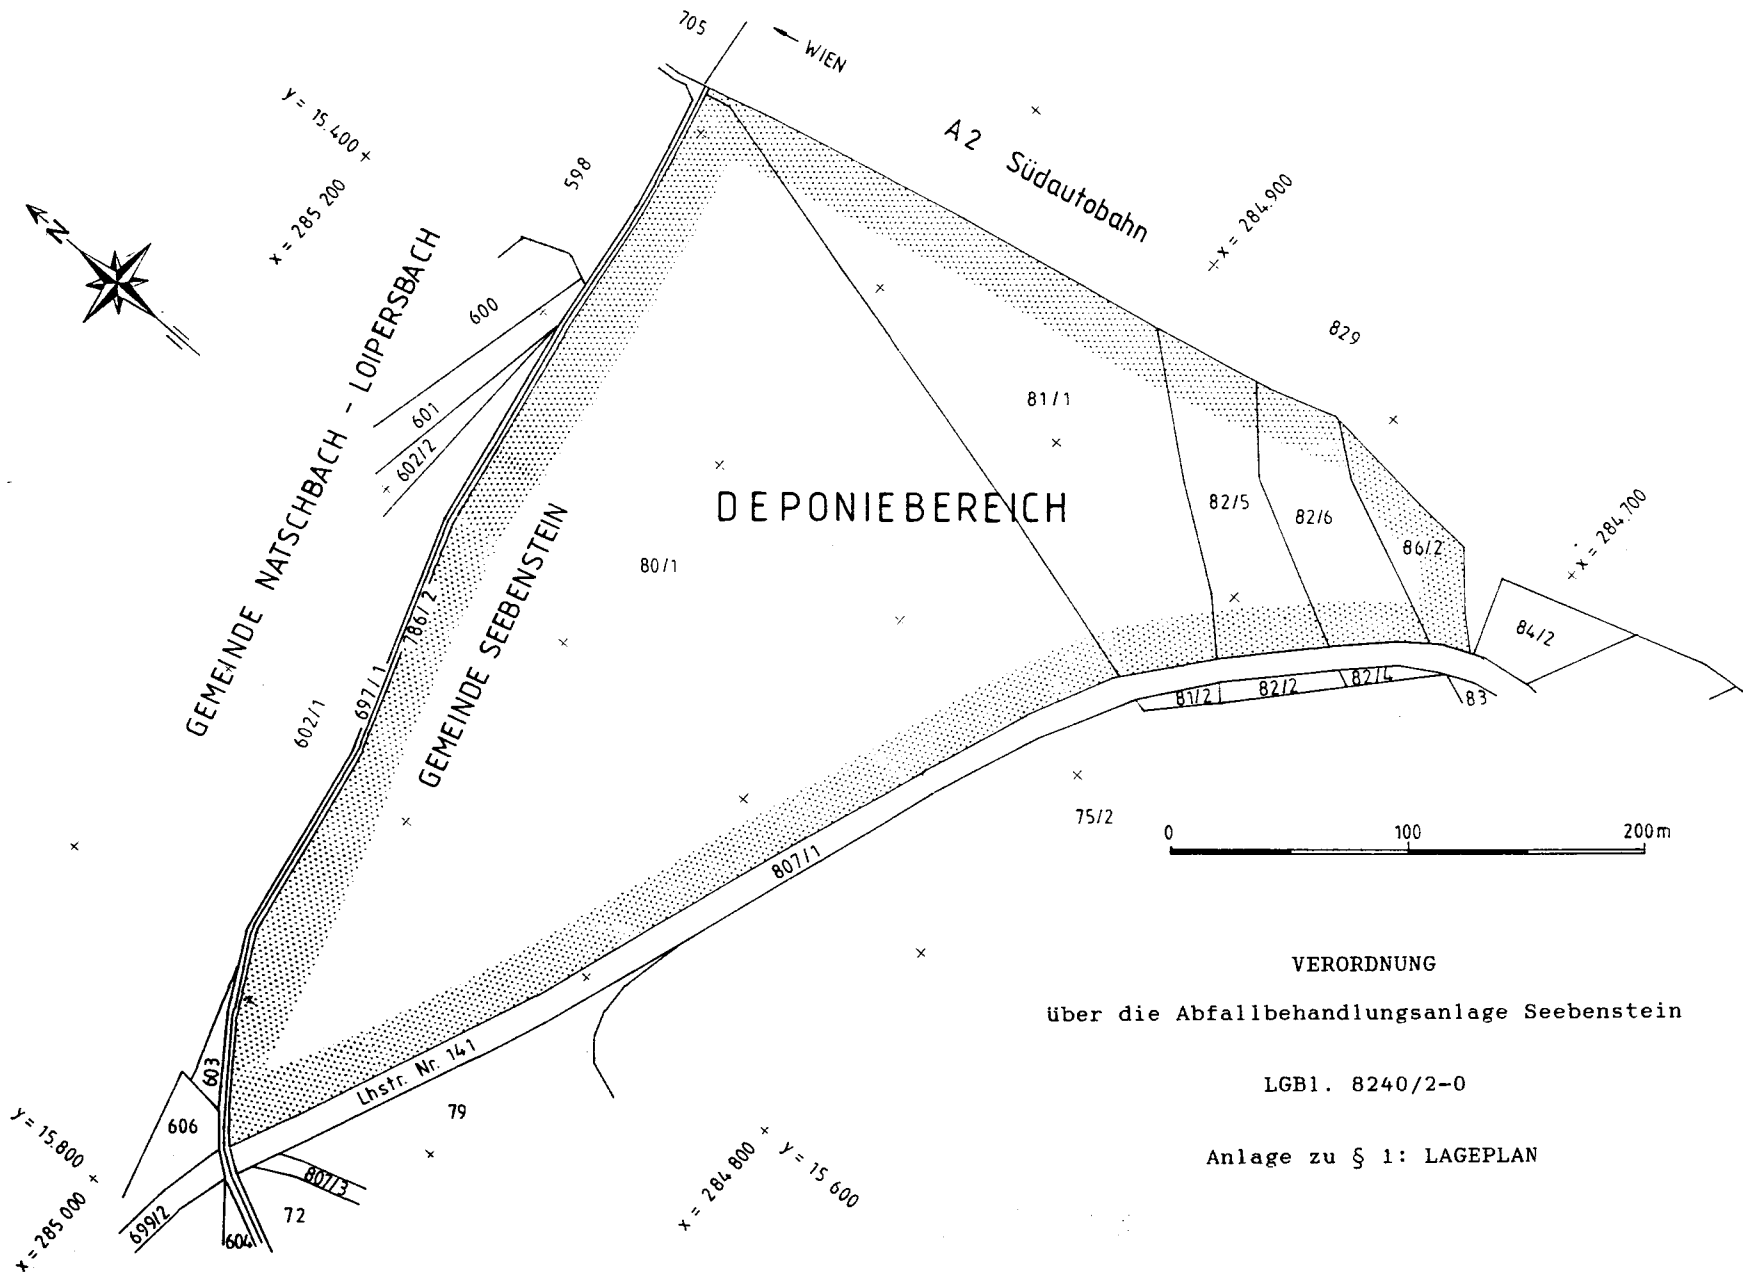 705
WIEN
y = 15.400
A2 Südautobahn
598
x = 285 200
x = 284.900
N
600
829
GEMEINDE NATSCHBACH - LOIPERSBACH
601
602/2
81/1
DEPONIEBEREICH
82/5
82/6
86/2
x = 284.700
80/1
786/2
GEMEINDE SEEBENSTEIN
84/2
697/1
602/1
81/2
82/2
82/4
83
75/2
0 100 200m
807/1
VERORDNUNG
über die Abfallbehandlungsanlage Seebenstein
LGBl. 8240/2-0
Anlage zu § 1: LAGEPLAN
Lhstr. Nr. 141
603
606
79
y = 15.800
x = 285 000
807/3
72
699/2
604
x = 284 800
y = 15 600